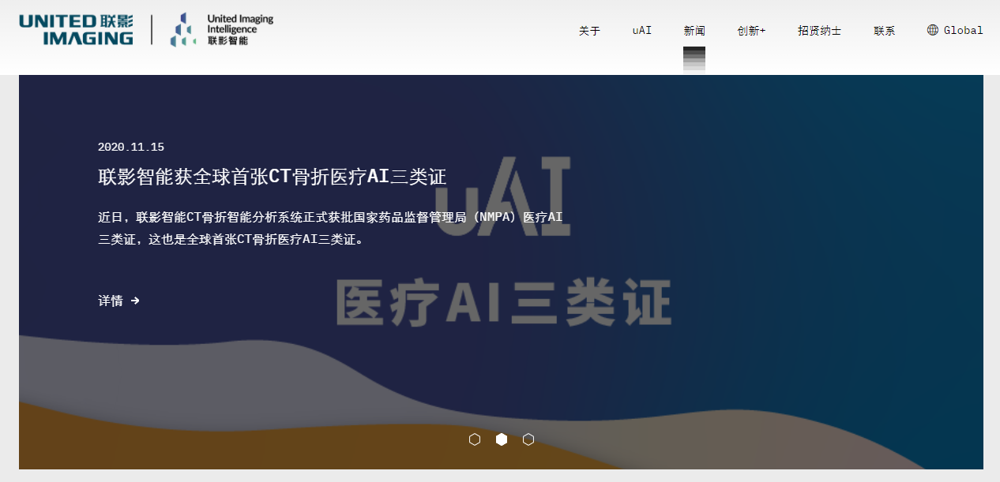 UNITED 联影
IMAGING
United Imaging
Intelligence
联影智能
关于
uAI
新闻
创新+
招贤纳士
联系
Global
2020.11.15
联影智能获全球首张CT骨折医疗AI三类证
uAI
近日，联影智能CT骨折智能分析系统正式获批国家药品监督管理局（NMPA）医疗AI
三类证，这也是全球首张CT骨折医疗AI三类证。
医疗AI三类证
详情